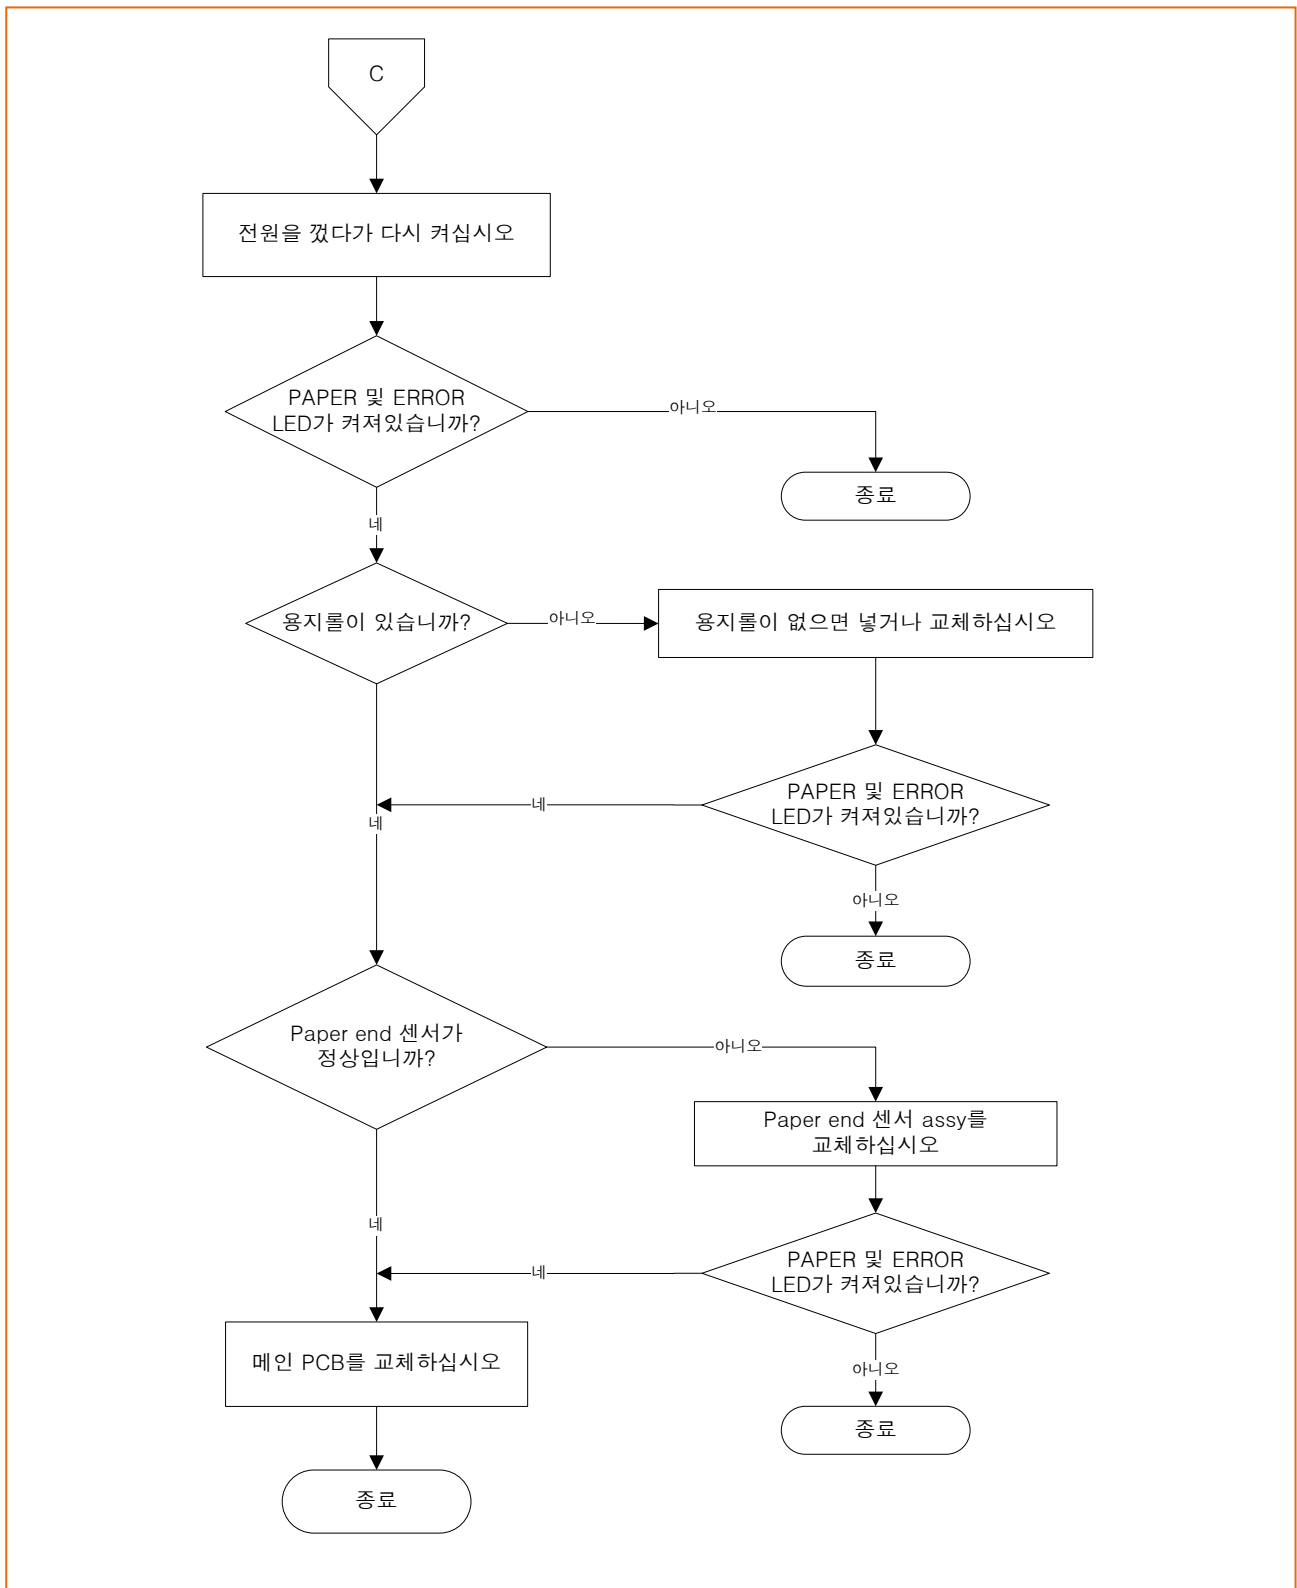 C
전원을 껐다가 다시 켜십시오
PAPER 및 ERROR
LED가 켜져있습니까?
아니오
종료
네
용지롤이 있습니까?
아니오
용지롤이 없으면 넣거나 교체하십시오
PAPER 및 ERROR
LED가 켜져있습니까?
네
네
아니오
종료
Paper end 센서가
정상입니까?
아니오
Paper end 센서 assy를
교체하십시오
네
PAPER 및 ERROR
LED가 켜져있습니까?
네
메인 PCB를 교체하십시오
아니오
종료
종료